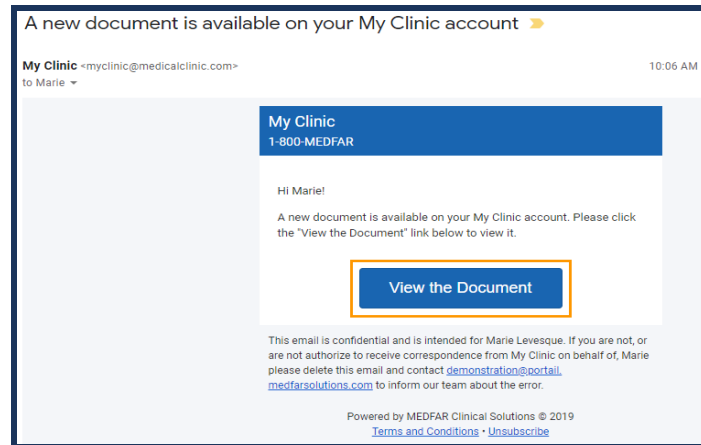 A new document is available on your My Clinic account
My Clinic <myclinic@medicalclinic.com> 10:06 AM
to Marie
My Clinic
1-800-MEDFAR
Hi Marie!
A new document is available on your My Clinic account. Please click
the "View the Document" link below to view it.
View the Document
This email is confidential and is intended for Marie Levesque. If you are not, or
are not authorize to receive correspondence from My Clinic on behalf of, Marie
please delete this email and contact demonstration@portail.
medfarsolutions.com to inform our team about the error.
Powered by MEDFAR Clinical Solutions © 2019
Terms and Conditions • Unsubscribe